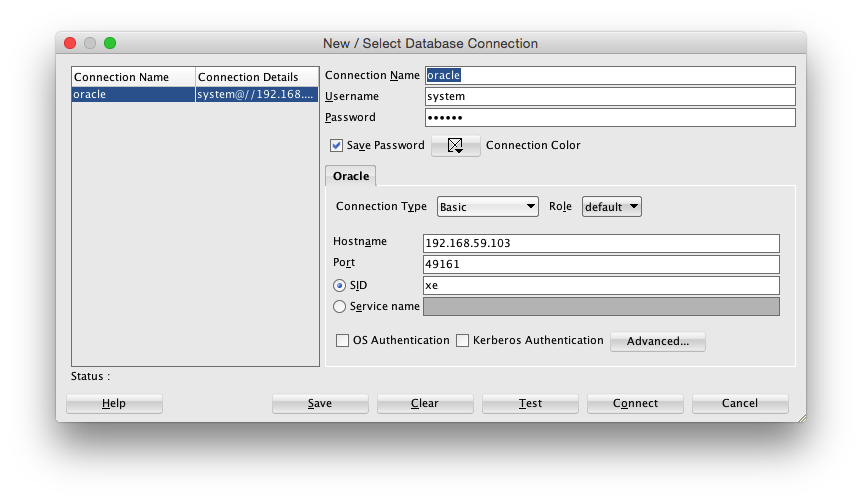 New / Select Database Connection
Connection Name Connection Details
oracle system@//192.168....
Connection Name oracle
Username system
Password ••••••
Save Password Connection Color
Oracle
Connection Type Basic Role default
Hostname 192.168.59.103
Port 49161
SID xe
Service name
OS Authentication Kerberos Authentication Advanced...
Status :
Help Save Clear Test Connect Cancel